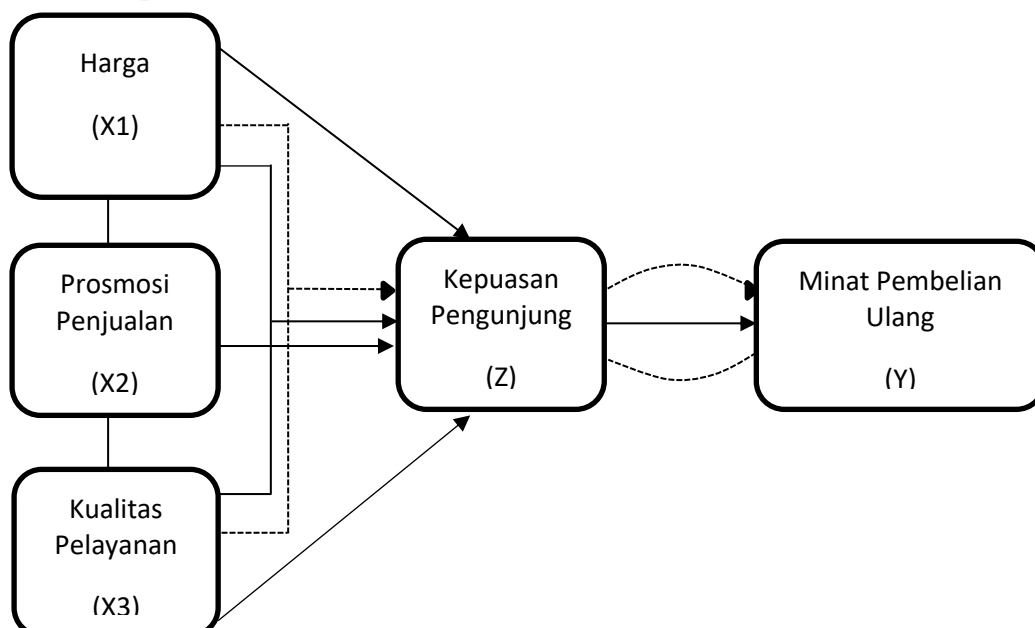 Harga
(X1)
Prosmosi
Penjualan
(X2)
Kualitas
Pelayanan
(X3)
Kepuasan
Pengunjung
(Z)
Minat Pembelian
Ulang
(Y)